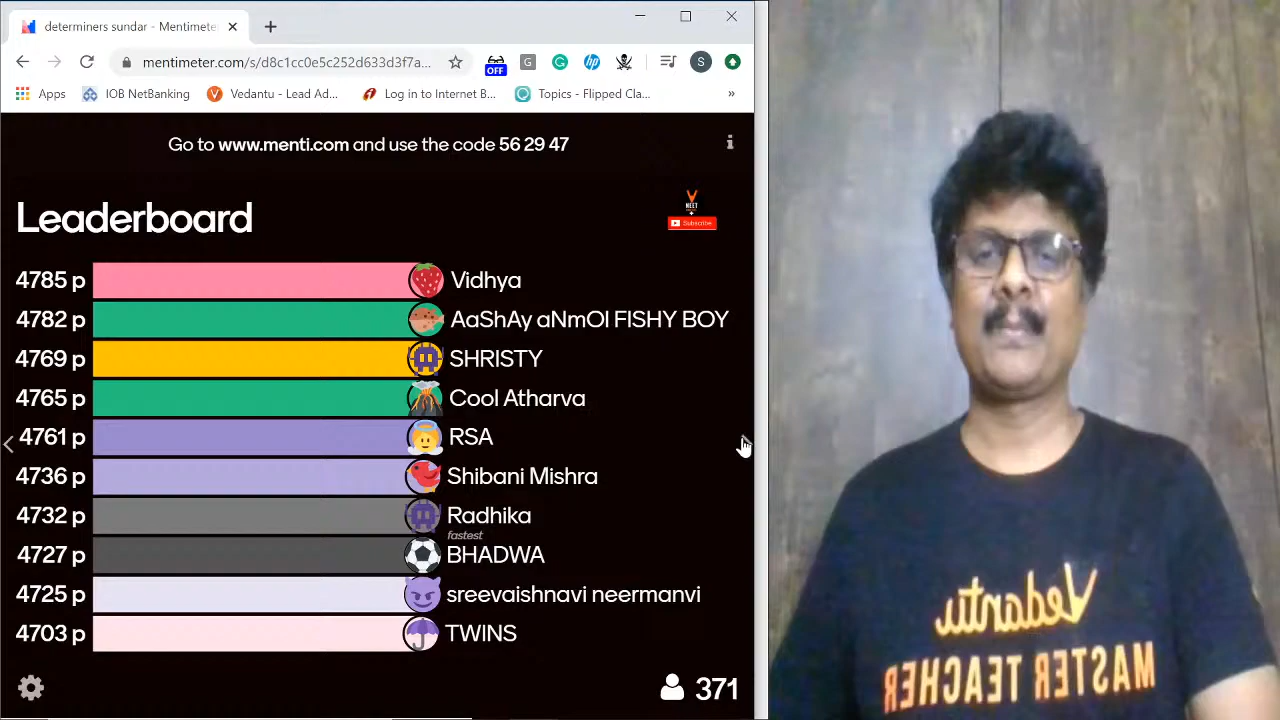 determiners sundar - Mentimete
mentimeter.com/s/d8c1cc0e5c252d633d3f7a...
OFF
G
G
hp
S
Apps
IOB NetBanking
Vedantu - Lead Ad...
Log in to Internet B...
Topics - Flipped Cla...
»
Go to www.menti.com and use the code 56 29 47
Leaderboard
V
NEET
Subscribe
4785 p Vidhya
4782 p AaShAy aNmOl FISHY BOY
4769 p SHRISTY
4765 p Cool Atharva
4761 p RSA
4736 p Shibani Mishra
4732 p Radhika
fastest
4727 p BHADWA
4725 p sreevaishnavi neermanvi
4703 p TWINS
371
Vedantu
MASTER TEACHER